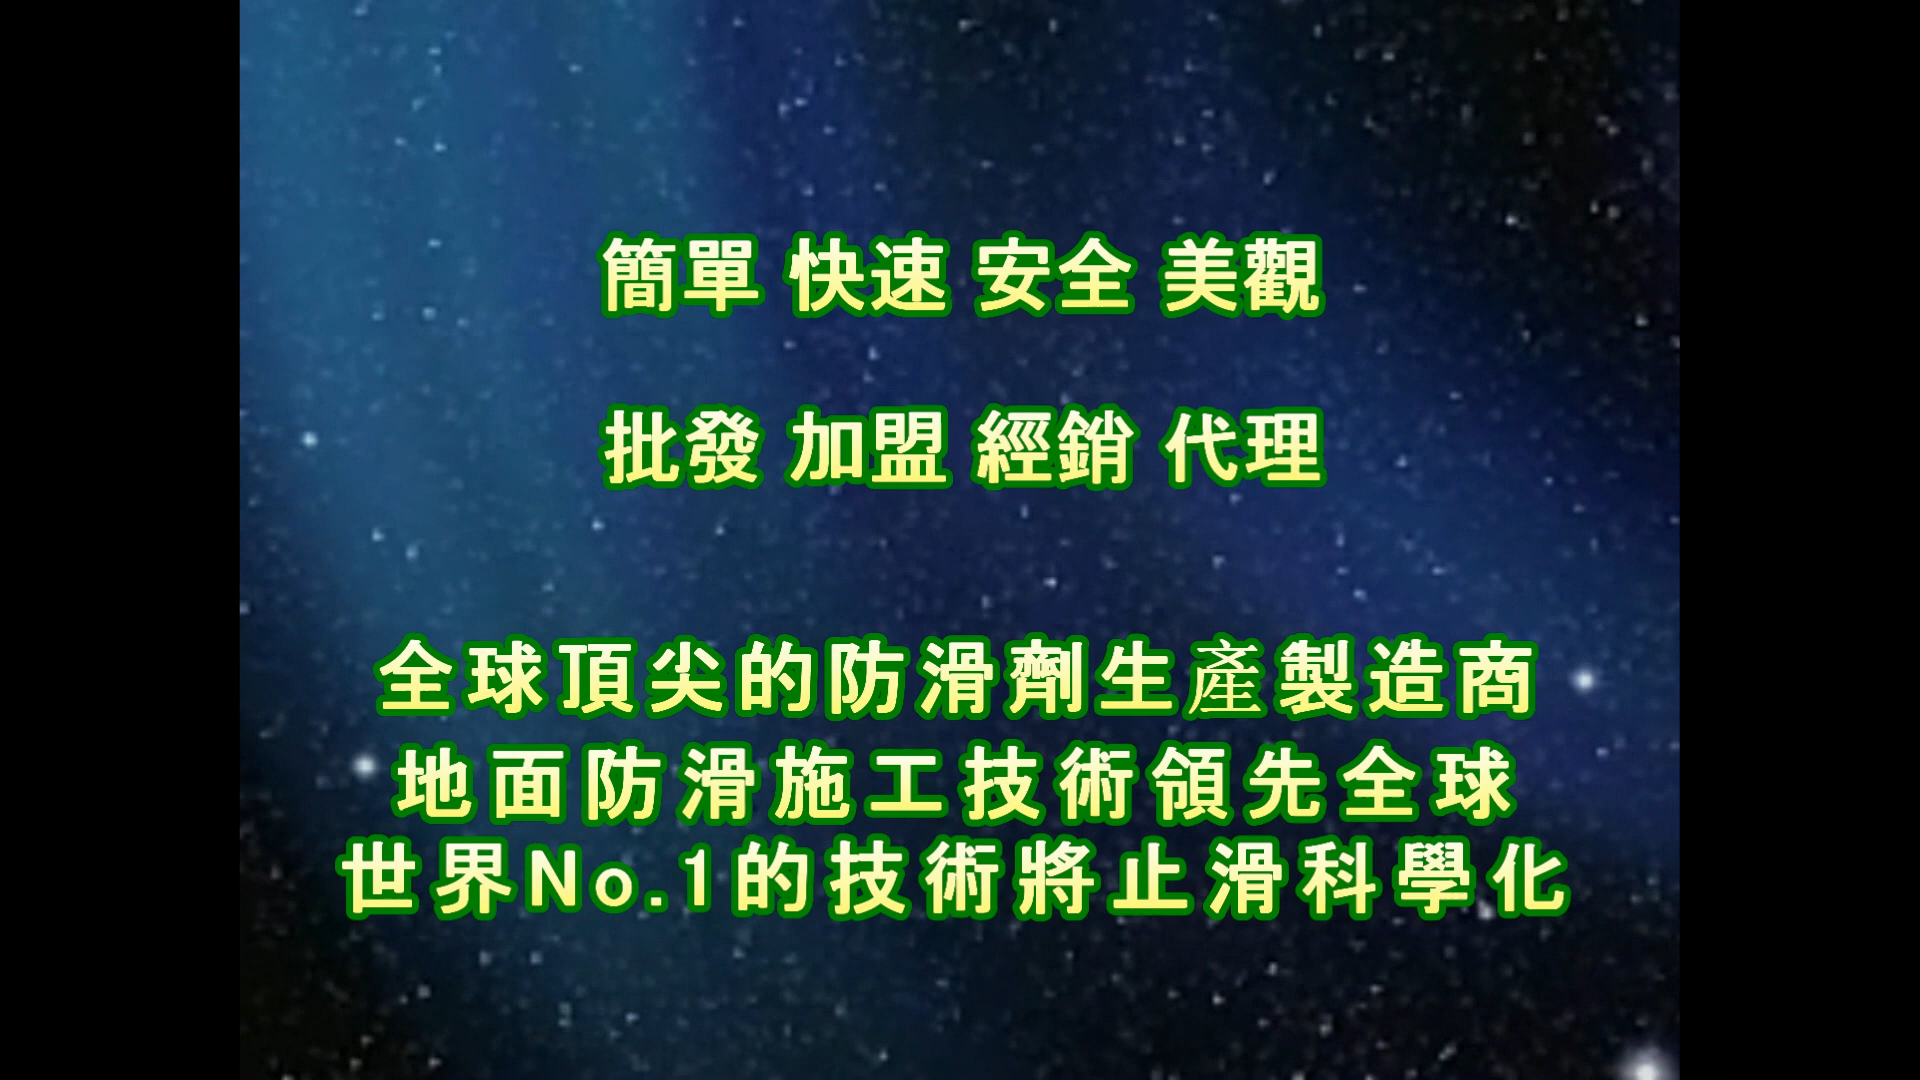 簡單 快速 安全 美觀
批發 加盟 經銷 代理
全球頂尖的防滑劑生產製造商
地面防滑施工技術領先全球
世界No.1的技術將止滑科學化